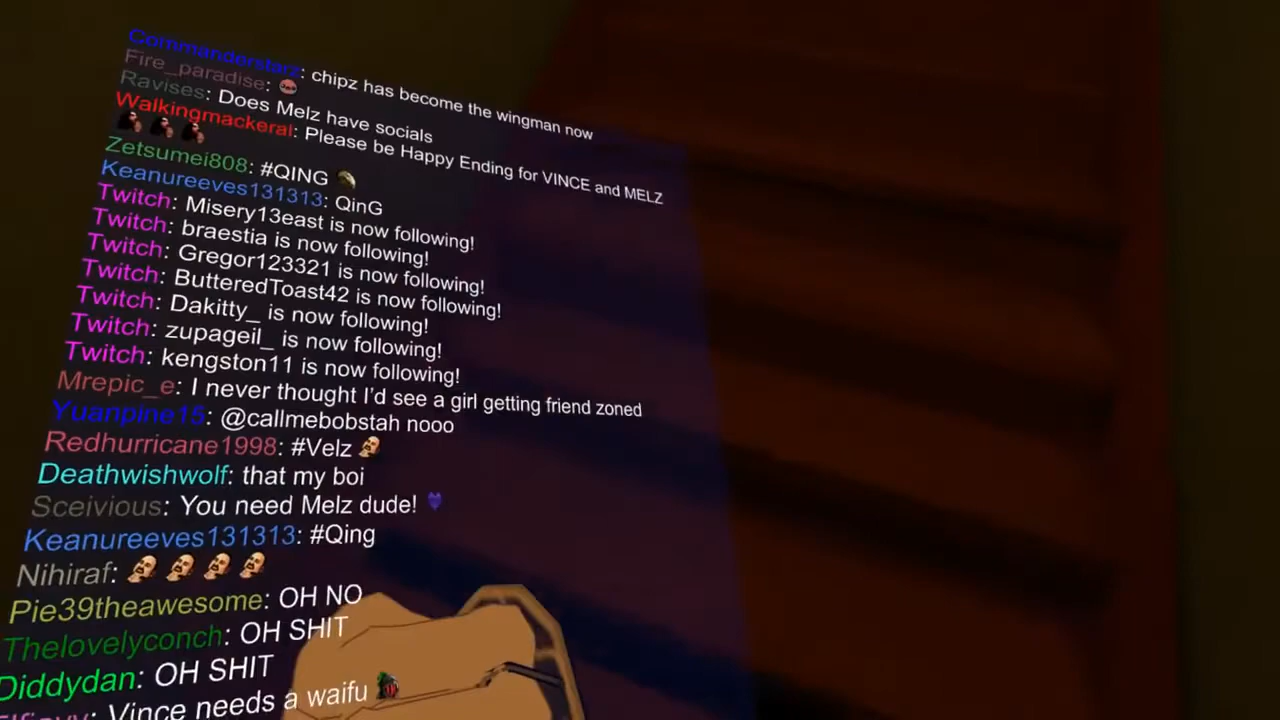 Commanderstarz: chipz has become the wingman now
Fire_paradise:
Ravises: Does Melz have socials
Walkingmackeral: Please be Happy Ending for VINCE and MELZ
Zetsumei808: #QING
Keanureeves131313: QinG
Twitch: Misery13east is now following!
Twitch: braestia is now following!
Twitch: Gregor123321 is now following!
Twitch: ButteredToast42 is now following!
Twitch: Dakitty_ is now following!
Twitch: zupageil_ is now following!
Twitch: kengston11 is now following!
Mrepic_e: I never thought I'd see a girl getting friend zoned
Yuanpine15: @callmebobstah nooo
Redhurricane1998: #Velz
Deathwishwolf: that my boi
Sceivious: You need Melz dude!
Keanureeves131313: #Qing
Nihiraf:
Pie39theawesome: OH NO
Thelovelyconch: OH SHIT
Diddydan: OH SHIT
Vince needs a waifu